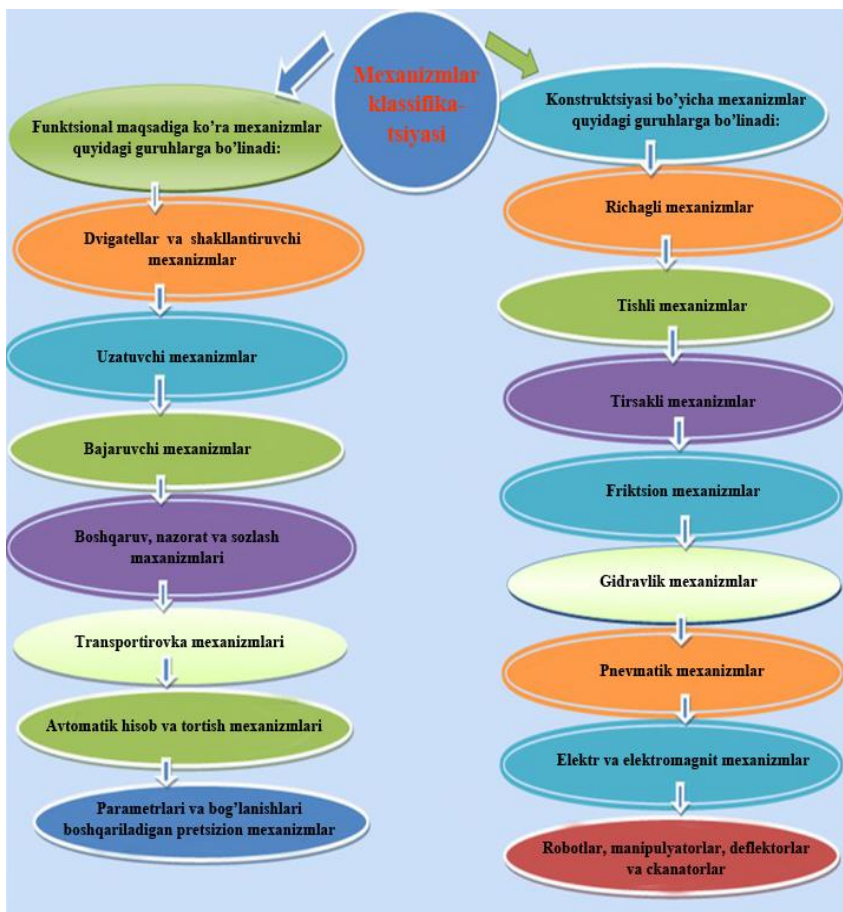 Mexanizmlar
klassifika-
tsiyasi
Funktsional maqsadiga ko’ra mexanizmlar
quyidagi guruhlarga bo’linadi:
Dvigatellar va shakllantiruvchi
mexanizmlar
Uzatuvchi mexanizmlar
Bajaruvchi mexanizmlar
Boshqaruv, nazorat va sozlash
maxanizmlari
Transportirovka mexanizmlari
Avtomatik hisob va tortish mexanizmlari
Parametrlari va bog’lanishlari
boshqariladigan pretsizion mexanizmlar
Konstruktsiyasi bo’yicha mexanizmlar
quyidagi guruhlarga bo’linadi:
Richagli mexanizmlar
Tishli mexanizmlar
Tirsakli mexanizmlar
Friktsion mexanizmlar
Gidravlik mexanizmlar
Pnevmatik mexanizmlar
Elektr va elektromagnit mexanizmlar
Robotlar, manipulyatorlar, deflektorlar
va ckanatorlar